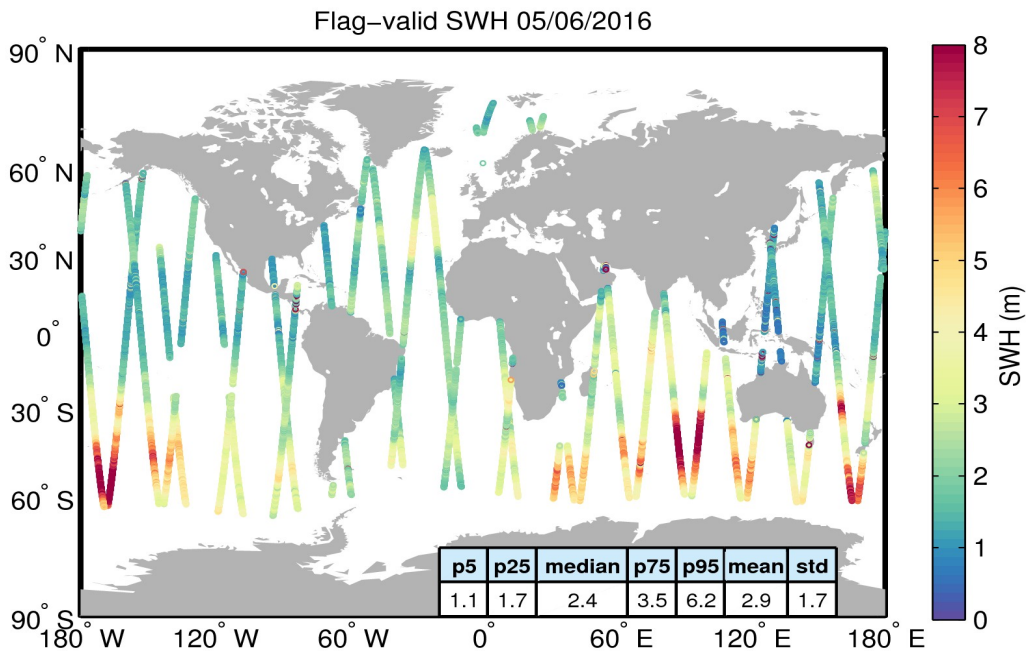 Flag−valid SWH 05/06/2016
90° N
60° N
30° N
0°
30° S
60° S
90° S
180° W 120° W 60° W 0° 60° E 120° E 180° E
p5 p25 median p75 p95 mean std
1.1 1.7 2.4 3.5 6.2 2.9 1.7
8
7
6
5
4
3
2
1
0
SWH (m)